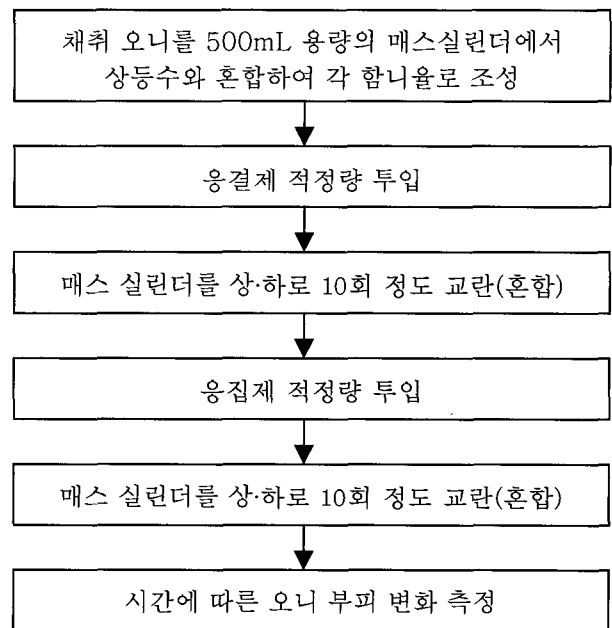 채취 오니를 500mL 용량의 매스실린더에서
상등수와 혼합하여 각 함니율로 조성
응결제 적정량 투입
매스 실린더를 상·하로 10회 정도 교란(혼합)
응집제 적정량 투입
매스 실린더를 상·하로 10회 정도 교란(혼합)
시간에 따른 오니 부피 변화 측정